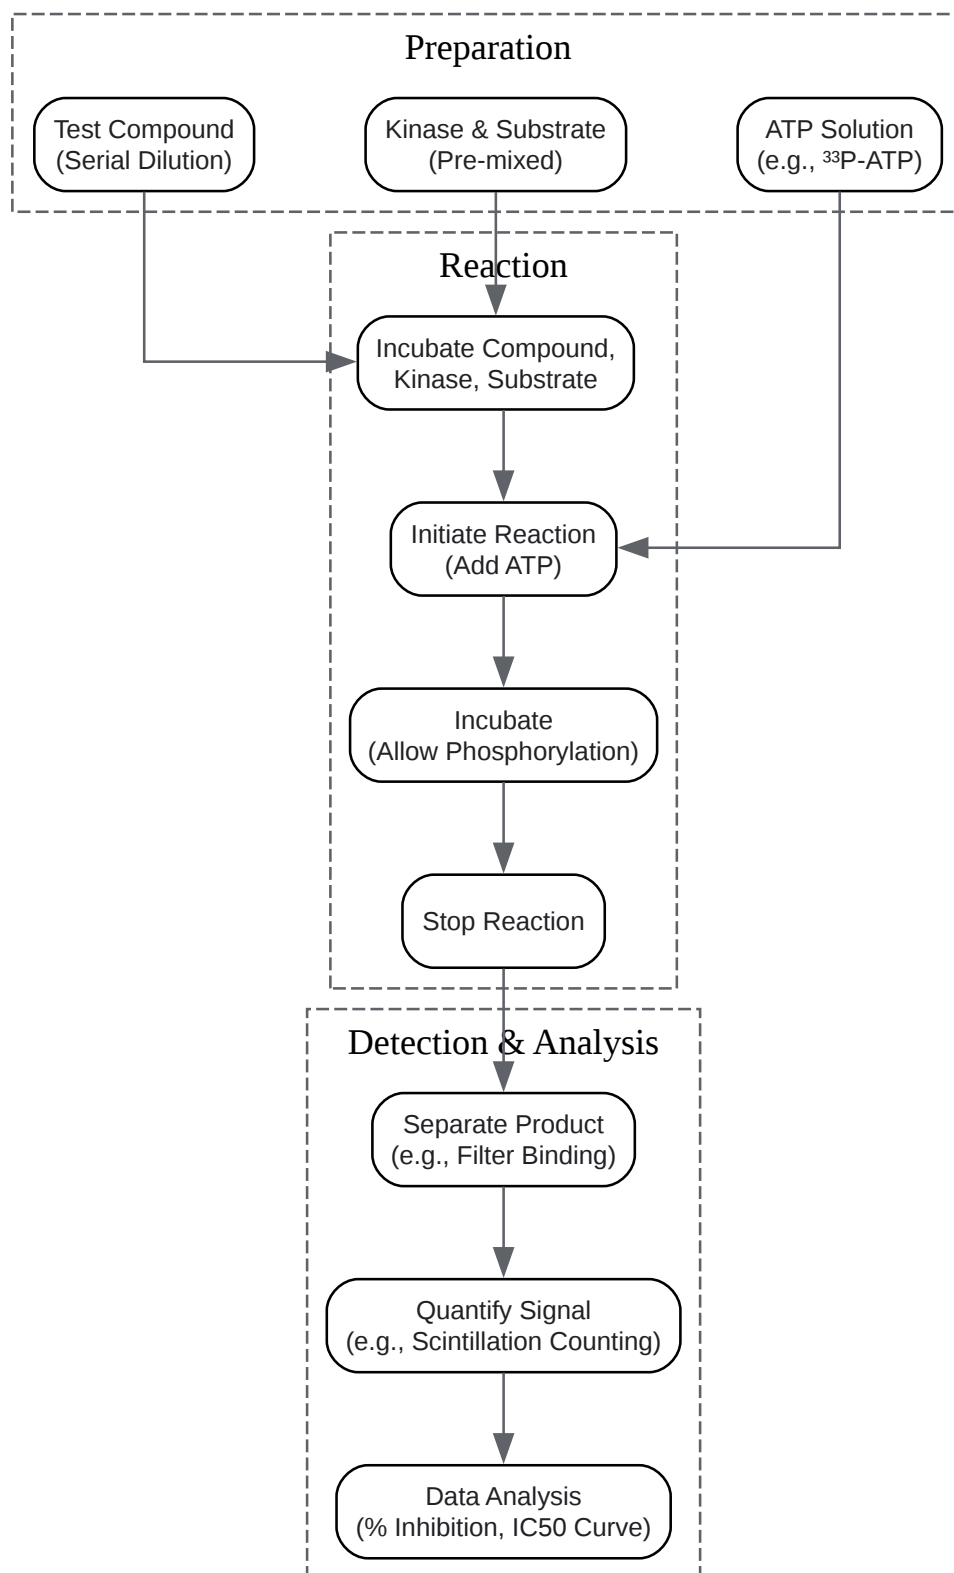 Preparation
Test Compound
(Serial Dilution)
Kinase & Substrate
(Pre-mixed)
ATP Solution
(e.g., ³³P-ATP)
Reaction
Incubate Compound,
Kinase, Substrate
Initiate Reaction
(Add ATP)
Incubate
(Allow Phosphorylation)
Stop Reaction
Detection & Analysis
Separate Product
(e.g., Filter Binding)
Quantify Signal
(e.g., Scintillation Counting)
Data Analysis
(% Inhibition, IC50 Curve)